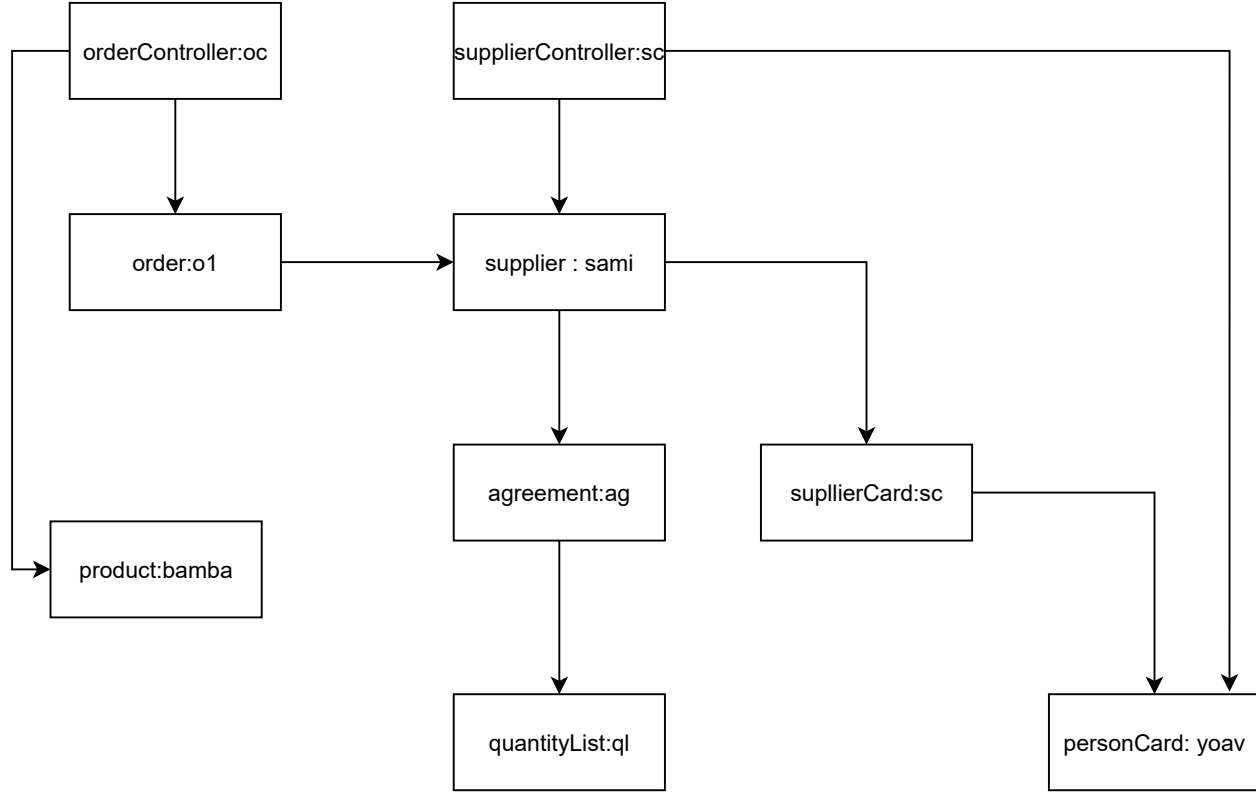 orderController:oc
supplierController:sc
order:o1
supplier : sami
agreement:ag
supllierCard:sc
product:bamba
quantityList:ql
personCard: yoav